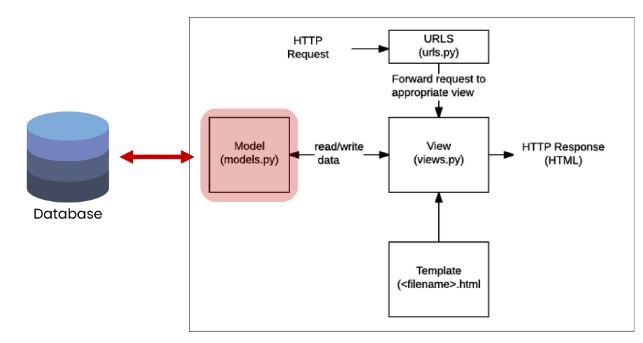 HTTP
Request
URLS
(urls.py)
Forward request to
appropriate view
Model
(models.py)
read/write
data
View
(views.py)
HTTP Response
(HTML)
Database
Template
(<filename>.html